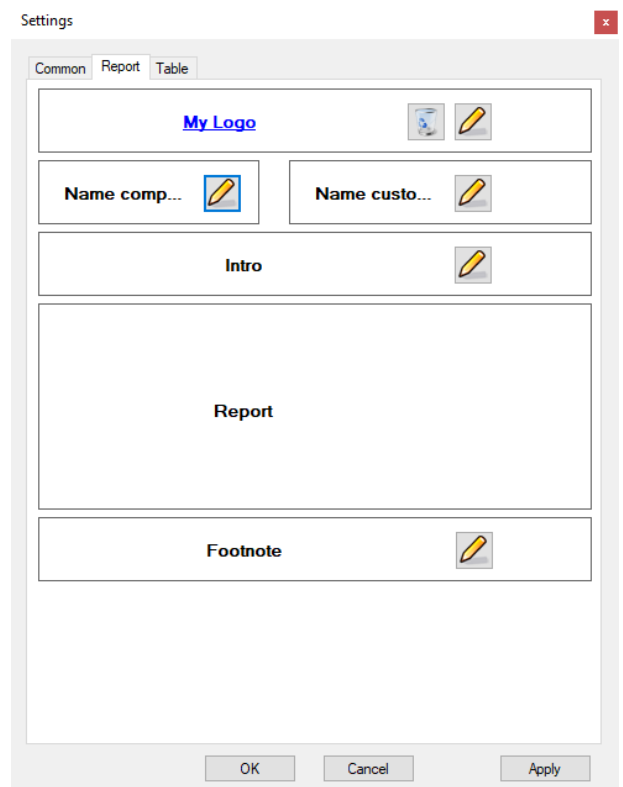 Settings
x
Common Report Table
My Logo
Name comp... Name custo...
Intro
Report
Footnote
OK Cancel Apply